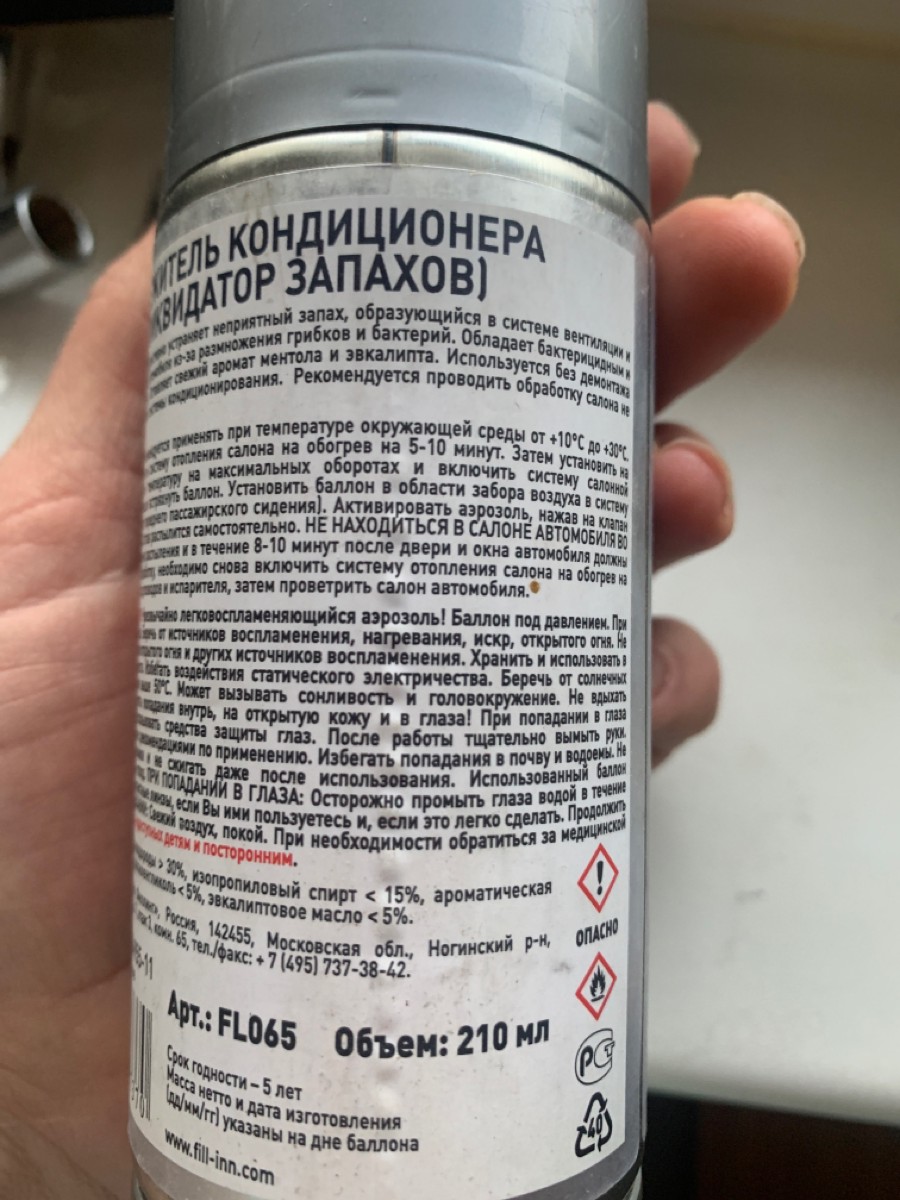 КОНДИЦИОНЕРА
ЗАПАХОВ)
устраняет неприятный запах, образующийся в системе вентиляции и
из-за размножения грибков и бактерий. Обладает бактерицидным и
свежий аромат ментола и эвкалипта. Используется без демонтажа
кондиционирования. Рекомендуется проводить обработку салона не
применять при температуре окружающей среды от +10°С до +30°С.
систему отопления салона на обогрев на 5-10 минут. Затем установить на
на максимальных оборотах и включить систему салонной
баллон. Установить баллон в области забора воздуха в систему
пассажирского сидения). Активировать аэрозоль, нажав на клапан
распылится самостоятельно. НЕ НАХОДИТЬСЯ В САЛОНЕ АВТОМОБИЛЯ ВО
и в течение 8-10 минут после двери и окна автомобиля должны
необходимо снова включить систему отопления салона на обогрев на
и испарителя, затем проветрить салон автомобиля.
легковоспламеняющийся аэрозоль! Баллон под давлением. При
Беречь от источников воспламенения, нагревания, искр, открытого огня. Не
огня и других источников воспламенения. Хранить и использовать в
Избегать воздействия статического электричества. Беречь от солнечных
50°С. Может вызывать сонливость и головокружение. Не вдыхать
попадания внутрь, на открытую кожу и в глаза! При попадании в глаза
средства защиты глаз. После работы тщательно вымыть руки.
по применению. Избегать попадания в почву и водоемы. Не
и не сжигать даже после использования. Использованный баллон
ПРИ ПОПАДАНИИ В ГЛАЗА: Осторожно промыть глаза водой в течение
линзы, если Вы ими пользуетесь и, если это легко сделать. Продолжить
Свежий воздух, покой. При необходимости обратиться за медицинской
детям и посторонним.
> 30%, изопропиловый спирт < 15%, ароматическая
< 5%, эвкалиптовое масло < 5%.
Россия, 142455, Московская обл., Ногинский р-н,
комн. 65, тел./факс: + 7 (495) 737-38-42.
ОПАСНО
Арт.: FL065 Объем: 210 мл
РСТ
Срок годности – 5 лет
Масса нетто и дата изготовления
(дд/мм/гг) указаны на дне баллона
40
www.fill-inn.com